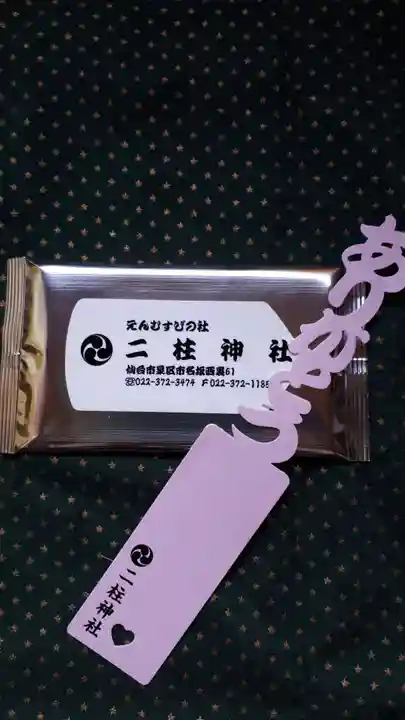 えんむすびの社
二柱神社
仙台市泉区市名坂西裏61
☎022-372-3474 F022-372-1185
ありがとう
二柱神社